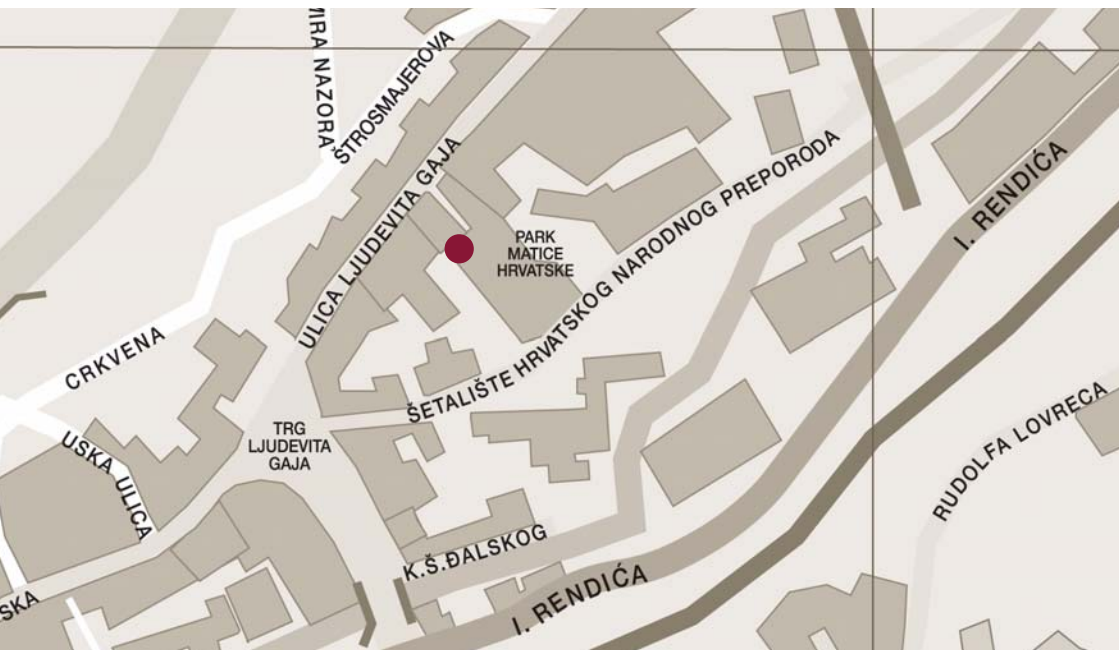 IRA NAZORA
ŠTROSMAJEROVA
ULICA LJUDEVITA GAJA
PARK
MATICE
HRVATSKE
ŠETALIŠTE HRVATSKOG NARODNOG PREPORODA
I. RENDIĆA
CRKVENA
TRG
LJUDEVITA
GAJA
USKA ULICA
RUDOLFA LOVRECA
K.Š.ĐALSKOG
I. RENDIĆA
SKA